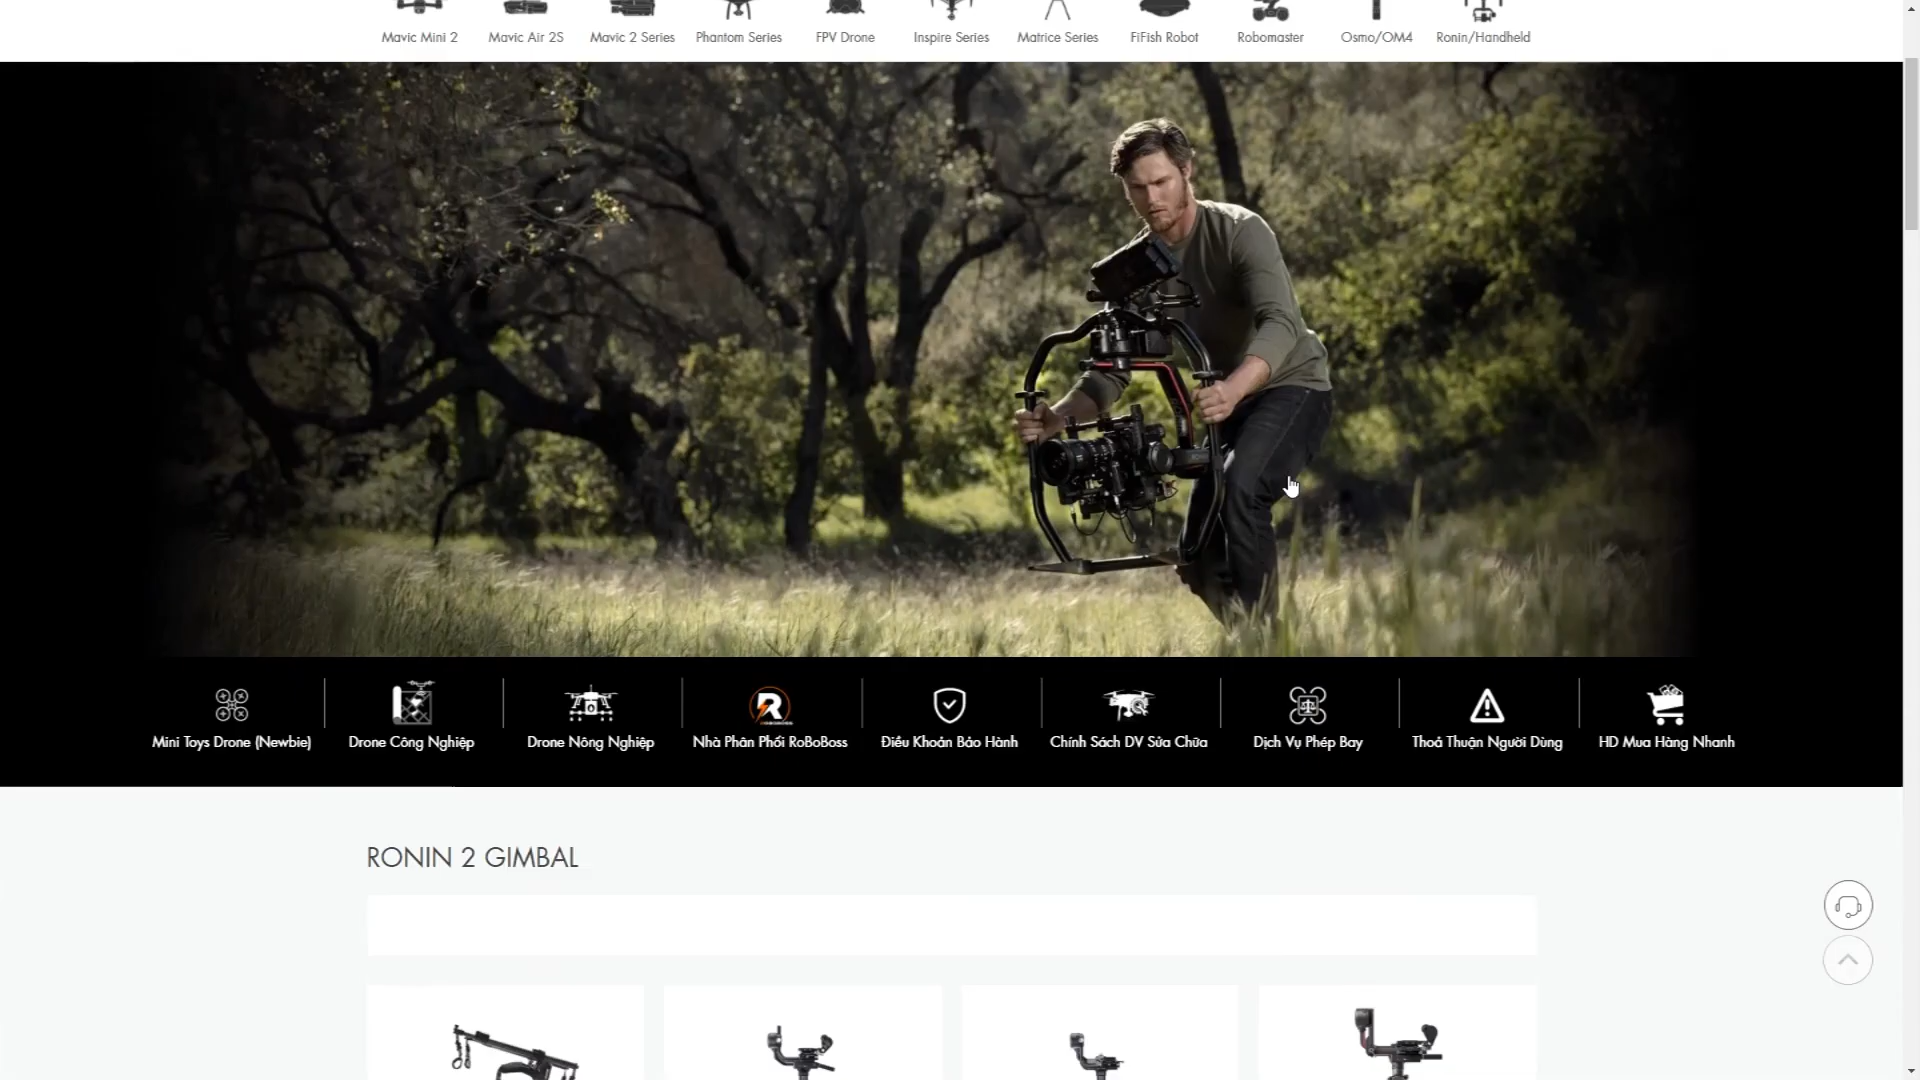 Mavic Mini 2
Mavic Air 2S
Mavic 2 Series
Phantom Series
FPV Drone
Inspire Series
Matrice Series
FiFish Robot
Robomaster
Osmo/OM4
Ronin/Handheld
Mini Toys Drone (Newbie)
Drone Công Nghiệp
Drone Nông Nghiệp
Nhà Phân Phối RoBoBoss
Điều Khoản Bảo Hành
Chính Sách DV Sửa Chữa
Dịch Vụ Phép Bay
Thoả Thuận Người Dùng
HD Mua Hàng Nhanh
RONIN 2 GIMBAL